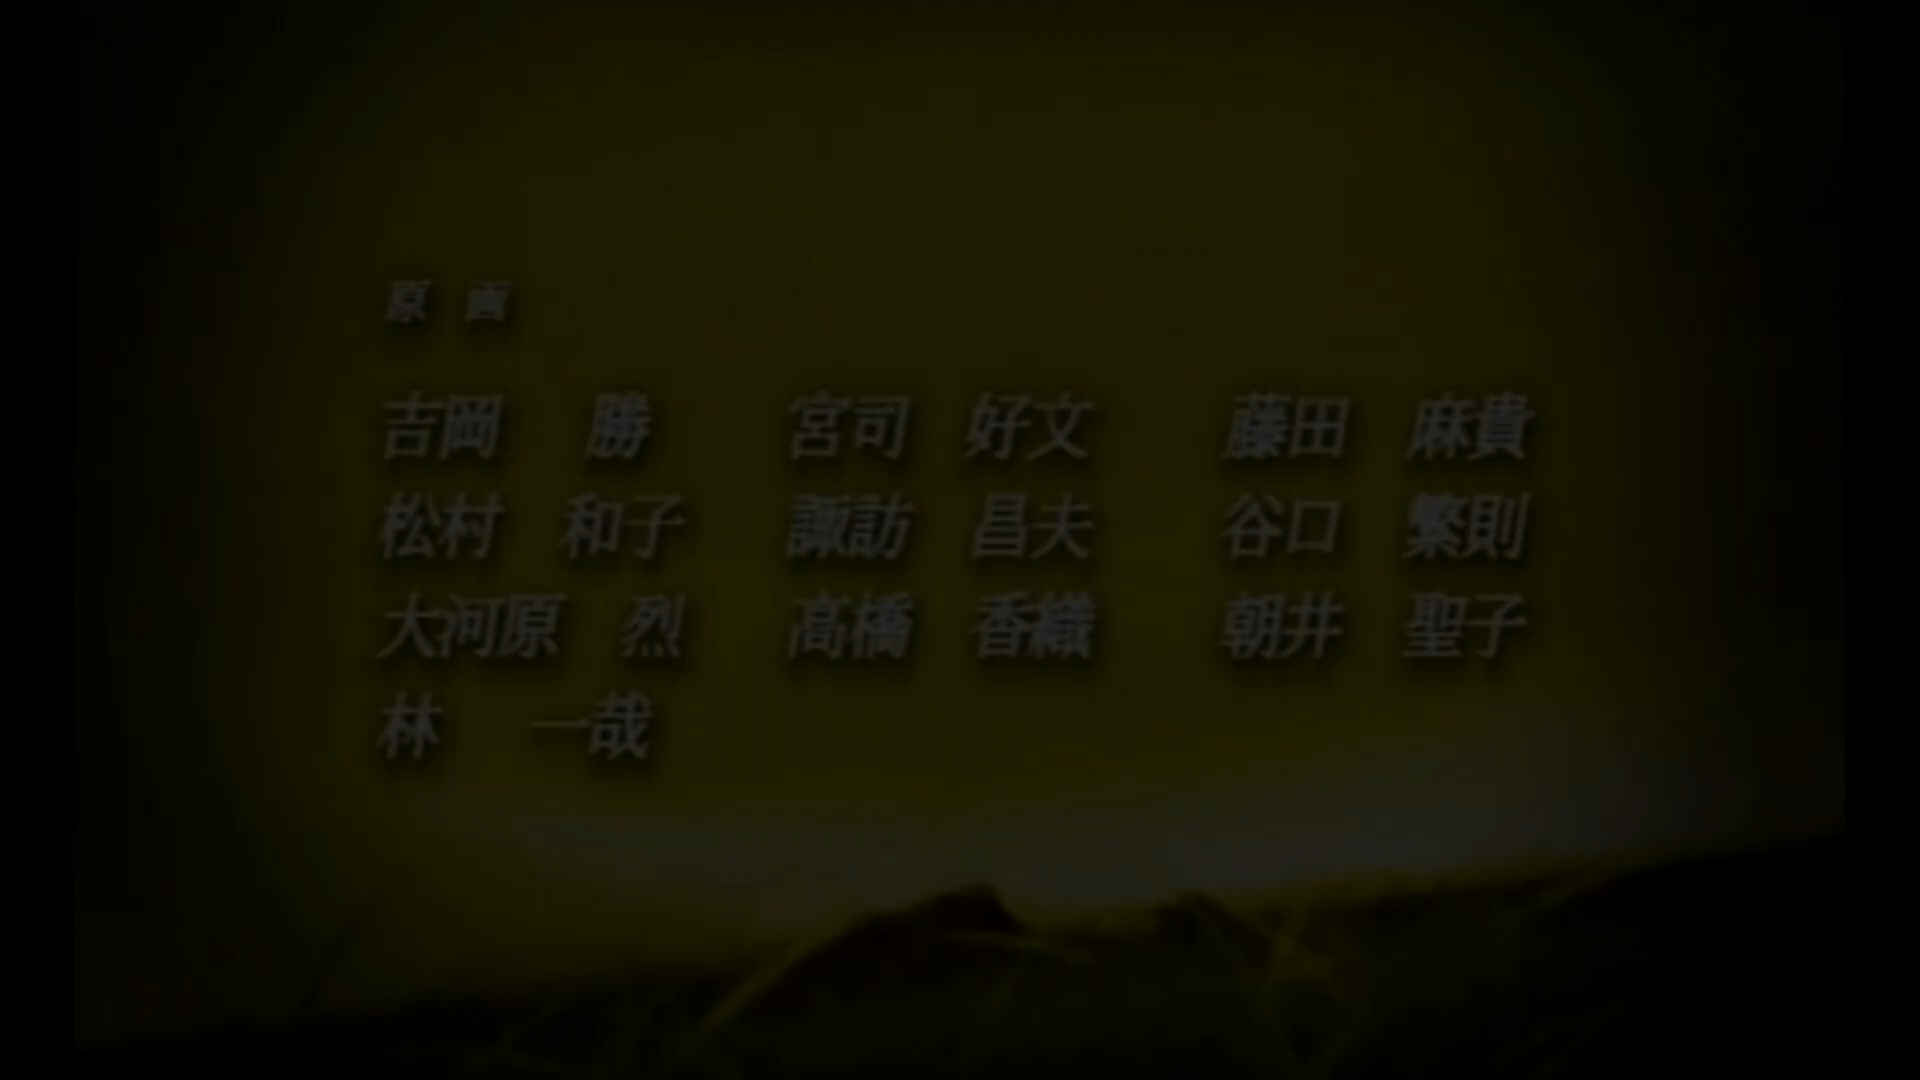 原 画
吉岡 勝 宮司 好文 藤田 麻貴
松村 和子 諏訪 昌夫 谷口 繁則
大河原 烈 高橋 香織 朝井 聖子
林 一哉